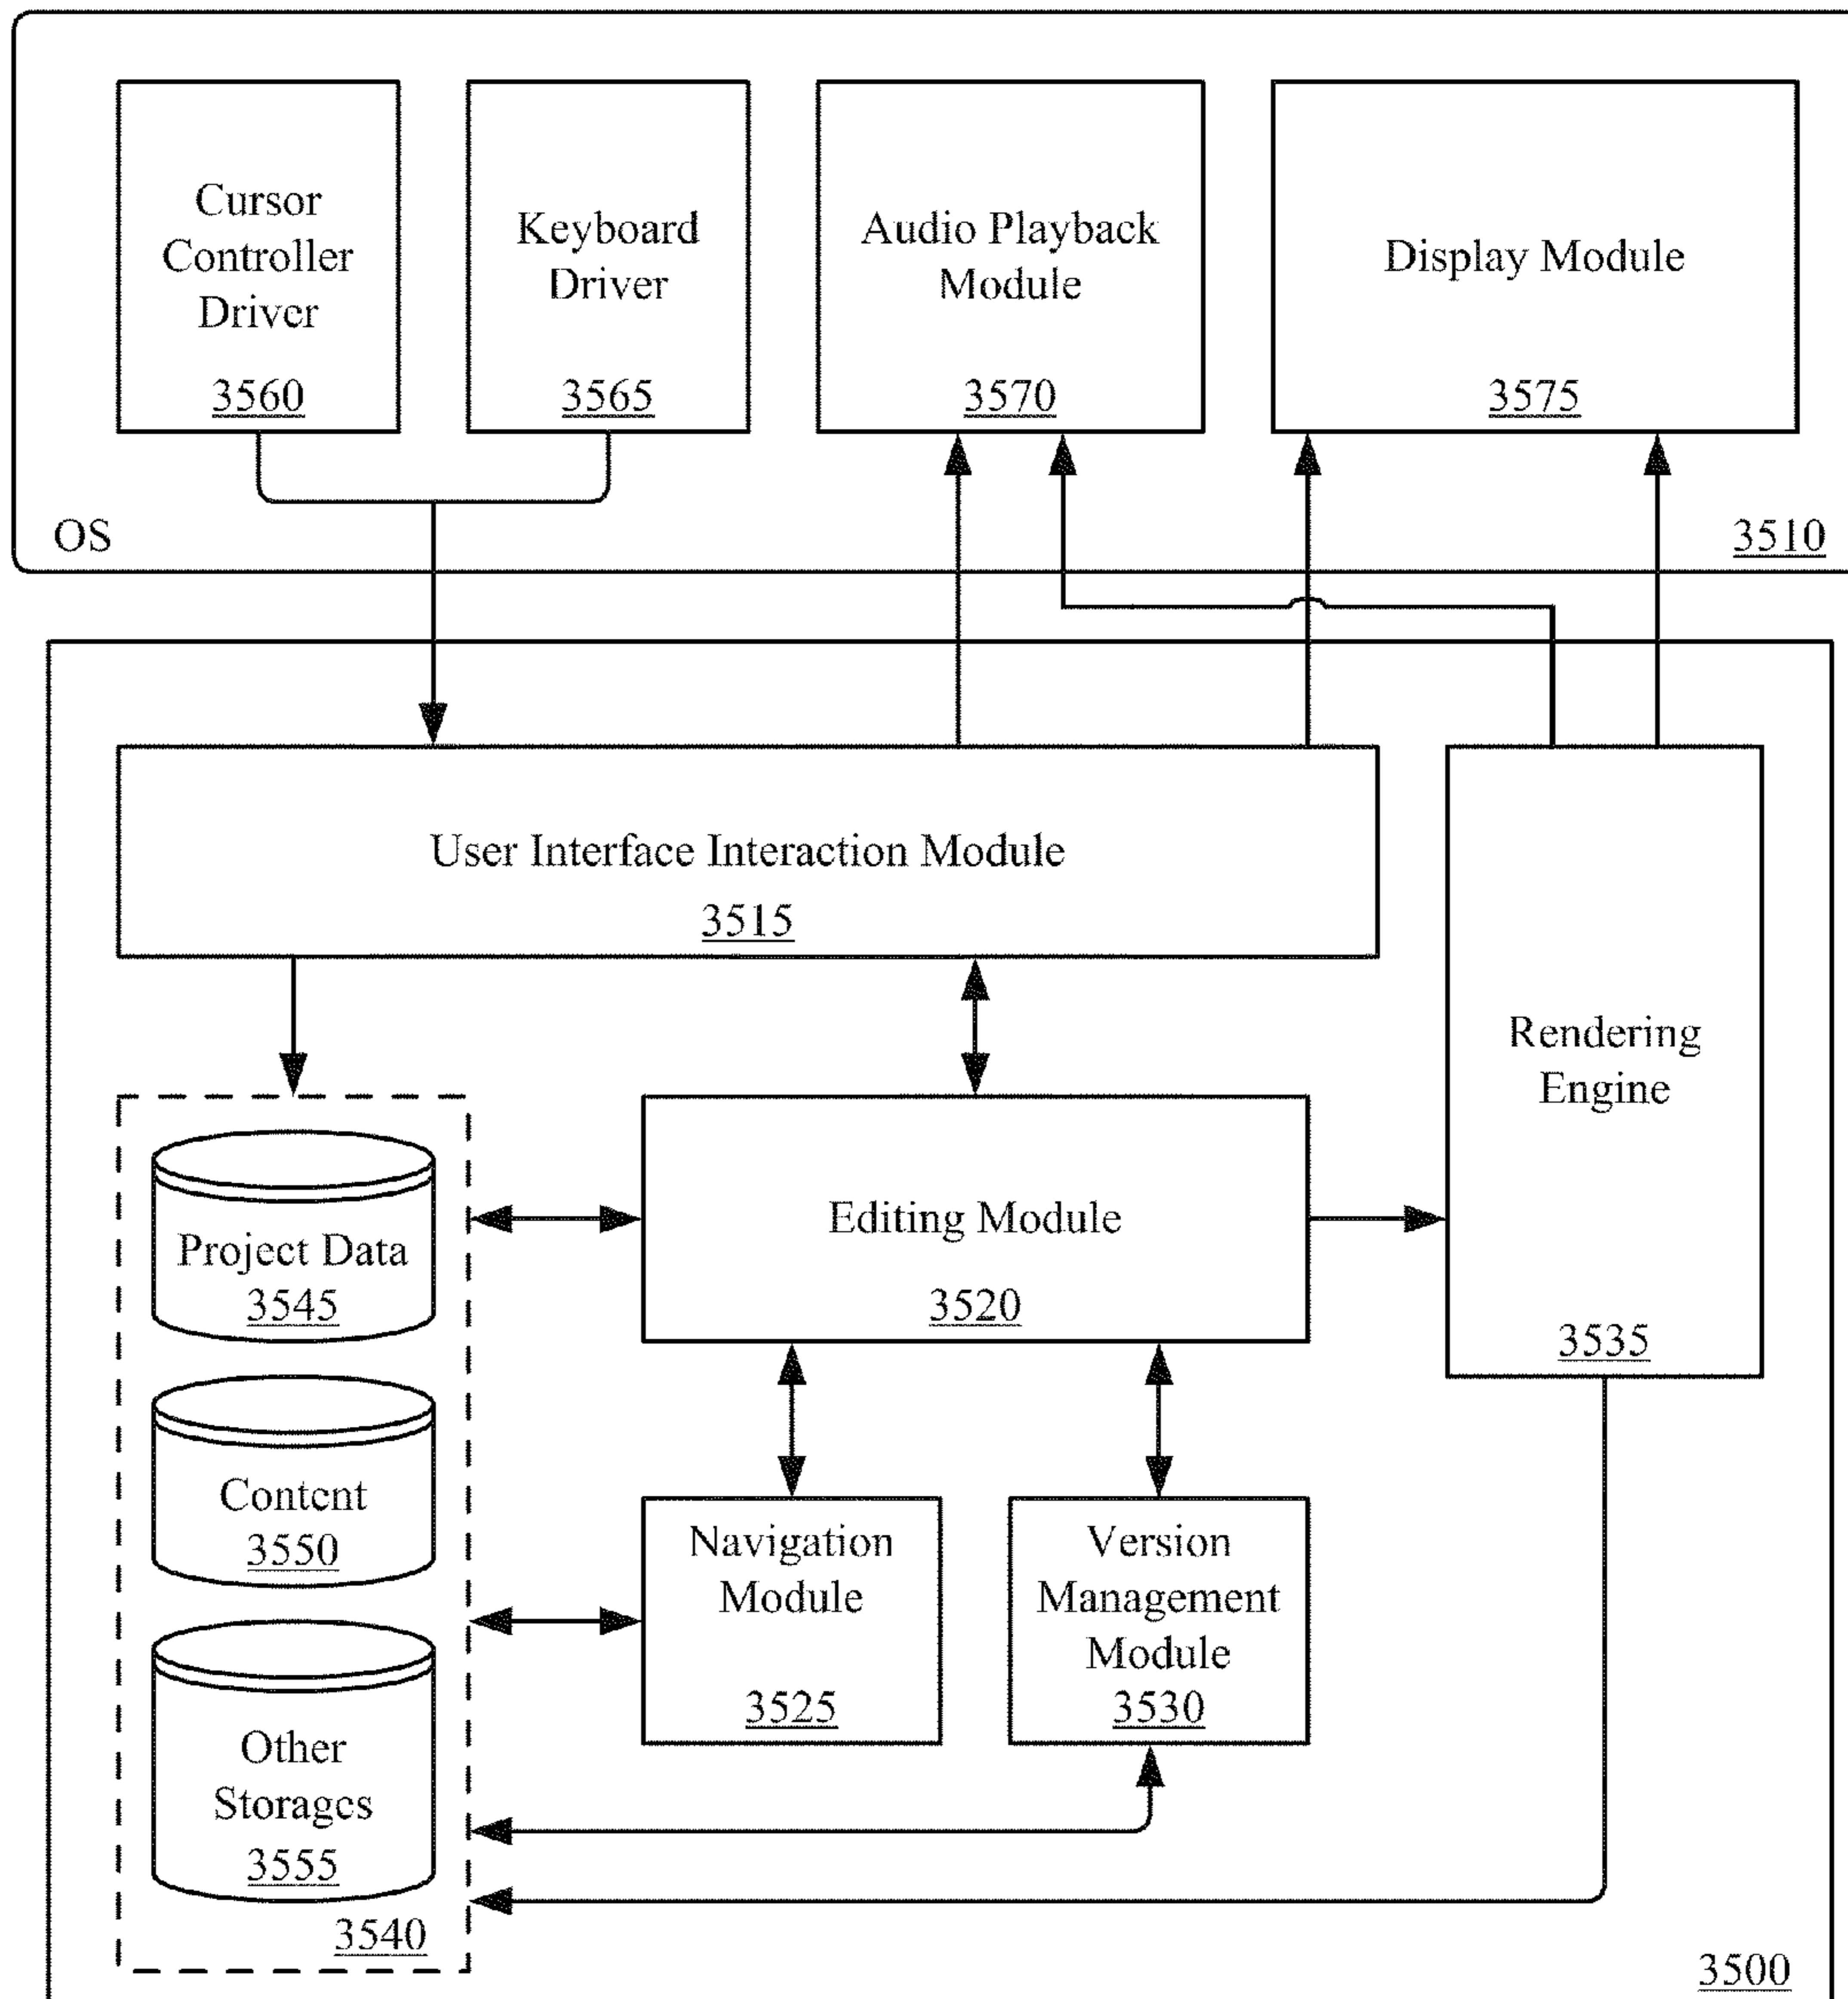 Cursor
Controller
Driver
3560
Keyboard
Driver
3565
Audio Playback
Module
3570
Display Module
3575
OS
3510
User Interface Interaction Module
3515
Rendering
Engine
3535
Project Data
3545
Editing Module
3520
Content
3550
Navigation
Module
3525
Version
Management
Module
3530
Other
Storages
3555
3540
3500